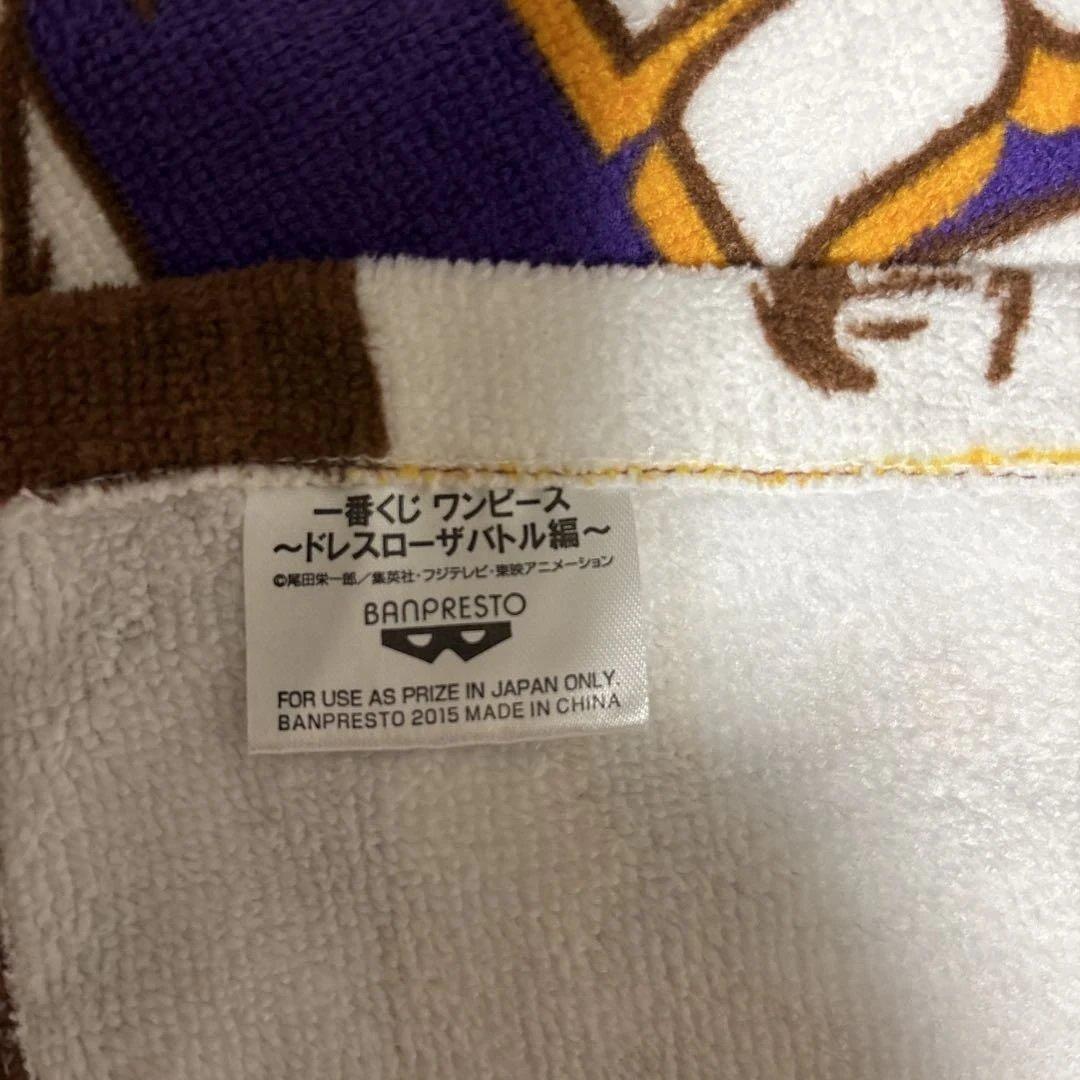 一番くじ ワンピース
～ドレスローザバトル編～
©尾田栄一郎／集英社・フジテレビ・東映アニメーション
BANPRESTO
FOR USE AS PRIZE IN JAPAN ONLY.
BANPRESTO 2015 MADE IN CHINA